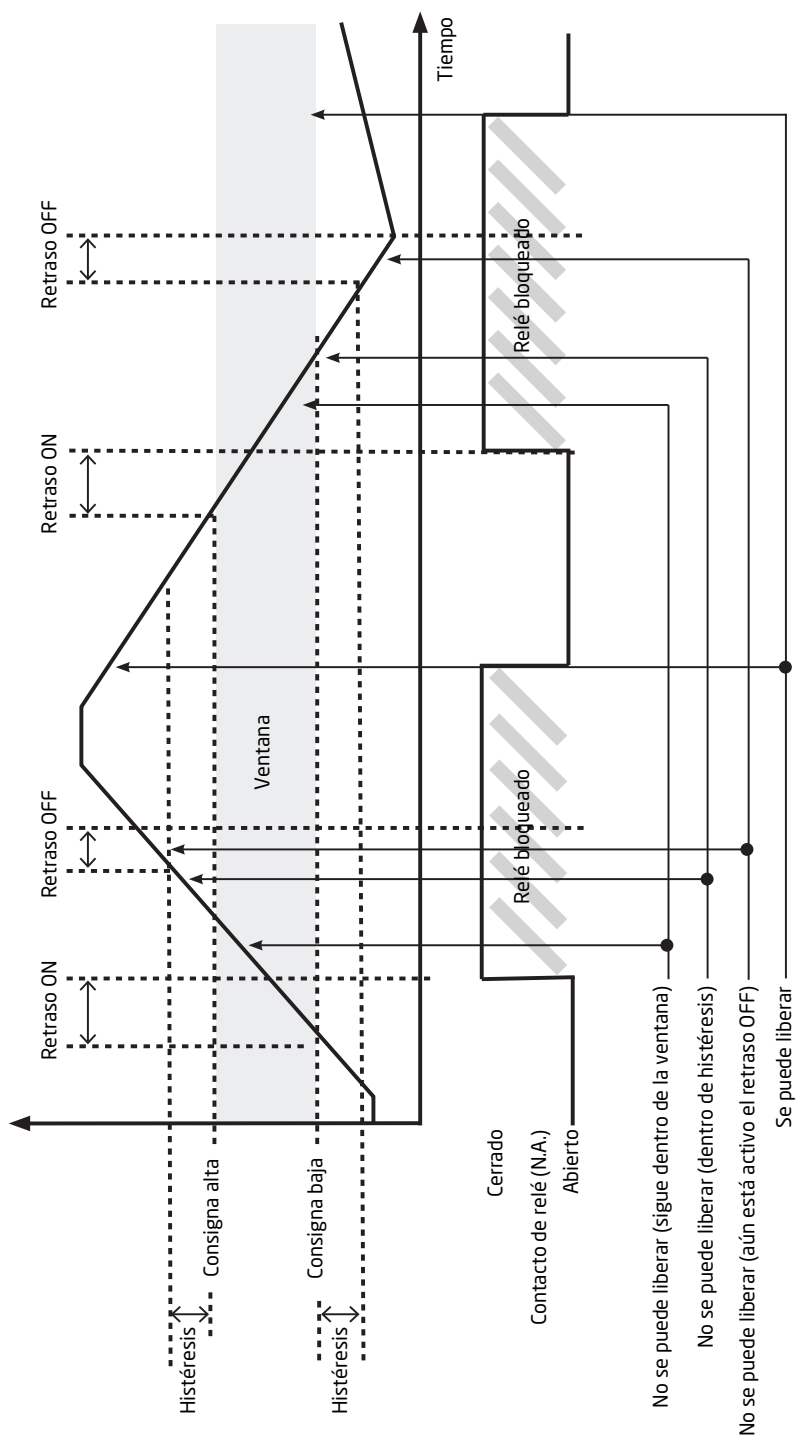 Retraso ON
Retraso OFF
Retraso ON
Retraso OFF
Histéresis
Consigna alta
Ventana
Consigna baja
Histéresis
Tiempo
Cerrado
Contacto de relé (N.A.)
Abierto
Relé bloqueado
Relé bloqueado
No se puede liberar (sigue dentro de la ventana)
No se puede liberar (dentro de histéresis)
No se puede liberar (aún está activo el retraso OFF)
Se puede liberar